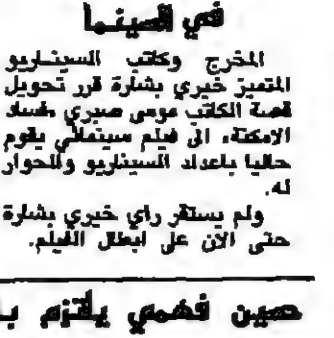 في السينما
المخرج وكاتب السيناريو
المتميز خيري بشارة قرر تحويل
قصة الكاتب موسى صبري «فساد
الامكنة» الى فيلم سينمائي يقوم
حاليا باعداد السيناريو والحوار
له.
ولم يستقر راي خيري بشارة
حتى الآن على ابطال الفيلم.
حسين فهمي يلتزم